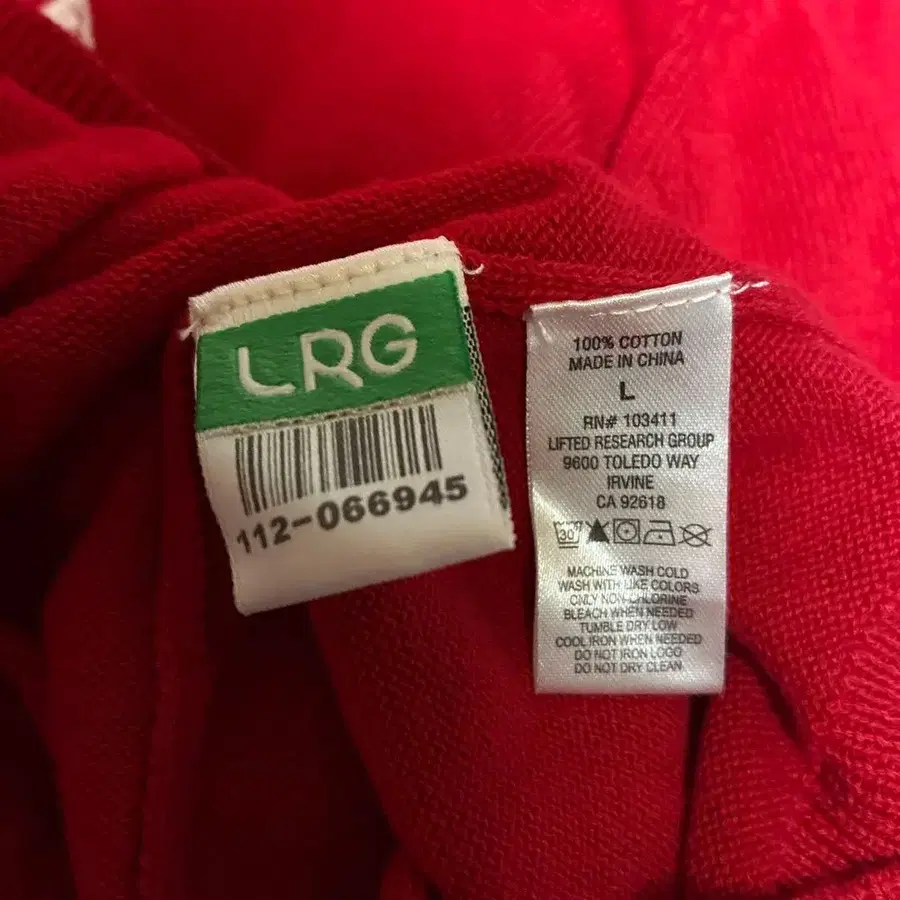 LRG
112-066945
100% COTTON
MADE IN CHINA
L
RN# 103411
LIFTED RESEARCH GROUP
9600 TOLEDO WAY
IRVINE
CA 92618
30
MACHINE WASH COLD
WASH WITH LIKE COLORS
ONLY NON-CHLORINE
BLEACH WHEN NEEDED
TUMBLE DRY LOW
COOL IRON WHEN NEEDED
DO NOT IRON LOGO
DO NOT DRY CLEAN